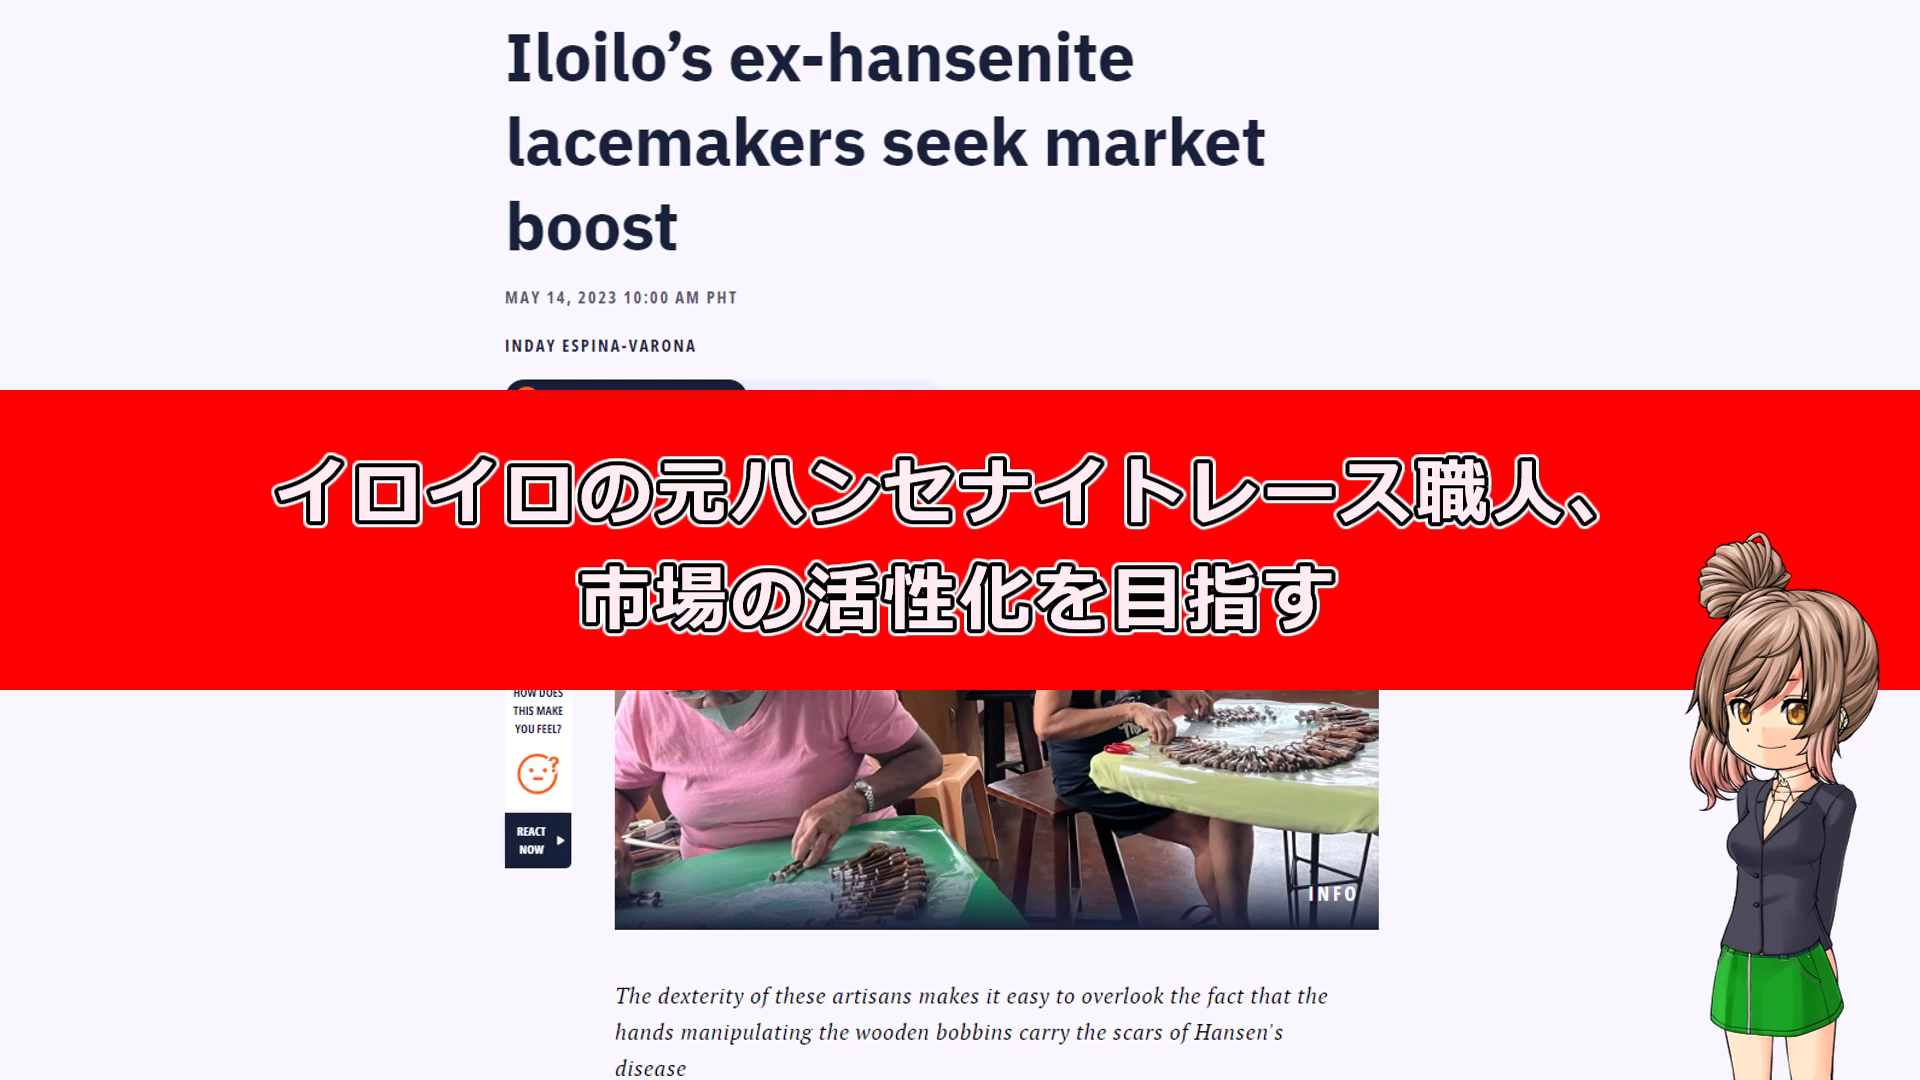 Iloilo’s ex-hansenite
lacemakers seek market
boost
MAY 14, 2023 10:00 AM PHT
INDAY ESPINA-VARONA
イロイロの元ハンセナイトレース職人、
市場の活性化を目指す
HOW DOES
THIS MAKE
YOU FEEL?
REACT
NOW
INFO
The dexterity of these artisans makes it easy to overlook the fact that the
hands manipulating the wooden bobbins carry the scars of Hansen's
disease